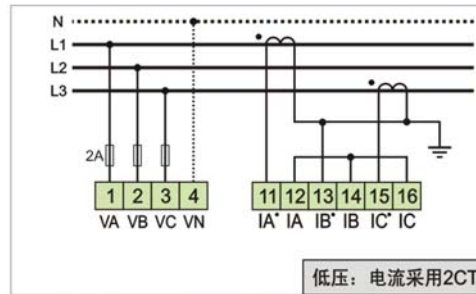 N
L1
L2
L3
2A
1 2 3 4 11 12 13 14 15 16
VA VB VC VN IA• IA IB• IB IC• IC
低压：电流采用2CT